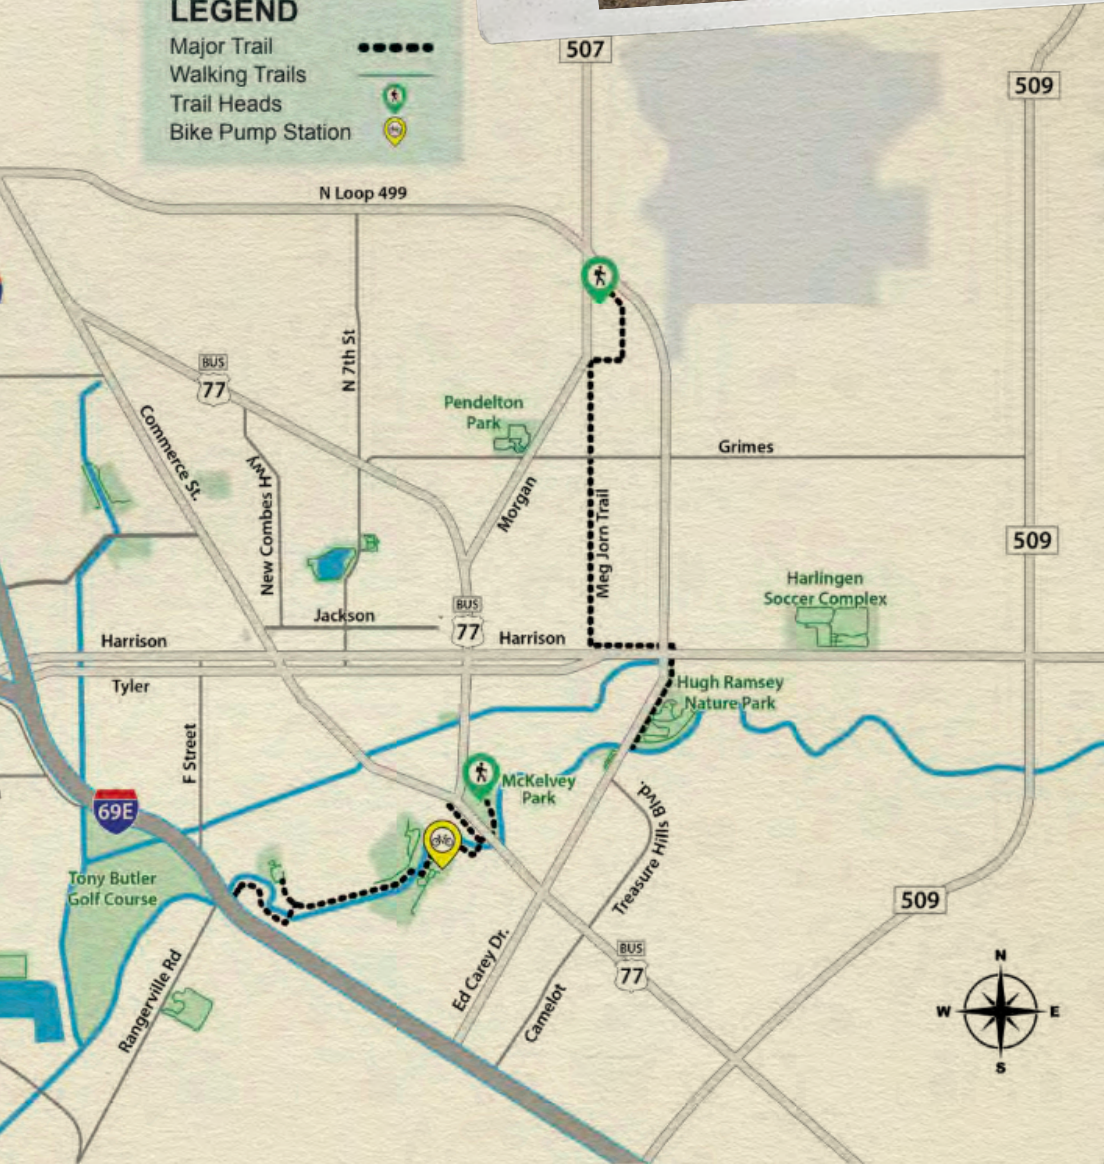 LEGEND
Major Trail
Walking Trails
Trail Heads
Bike Pump Station
507
509
N Loop 499
BUS
77
N 7th St
Pendelton
Park
Commerce St.
Grimes
New Combes Hwy
Morgan
Meg Jorn Trail
509
Harlingen
Soccer Complex
Jackson
BUS
77
Harrison
Harrison
Tyler
Hugh Ramsey
Nature Park
F Street
McKelvey
Park
69E
Treasure Hills Blvd.
Tony Butler
Golf Course
509
Rangerville Rd
Ed Carey Dr.
Camelot
BUS
77
N
W
E
S